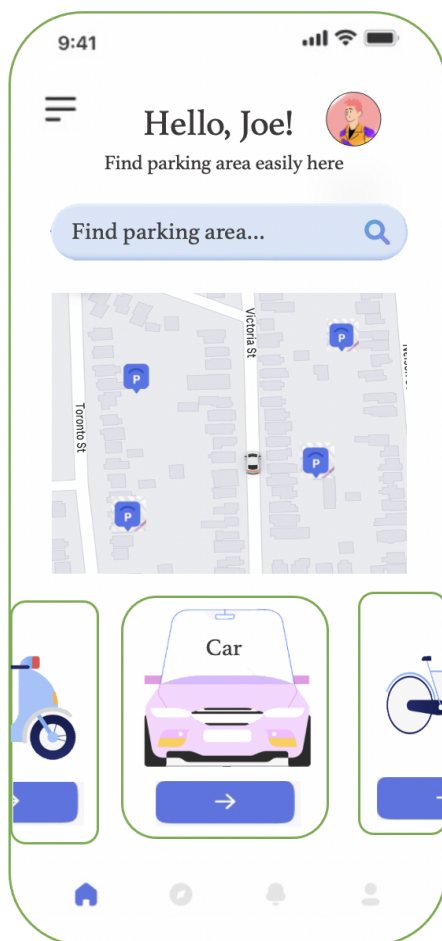 9:41
Hello, Joe!
Find parking area easily here
Find parking area...
Victoria St
Toronto St
P
P
P
P
Car